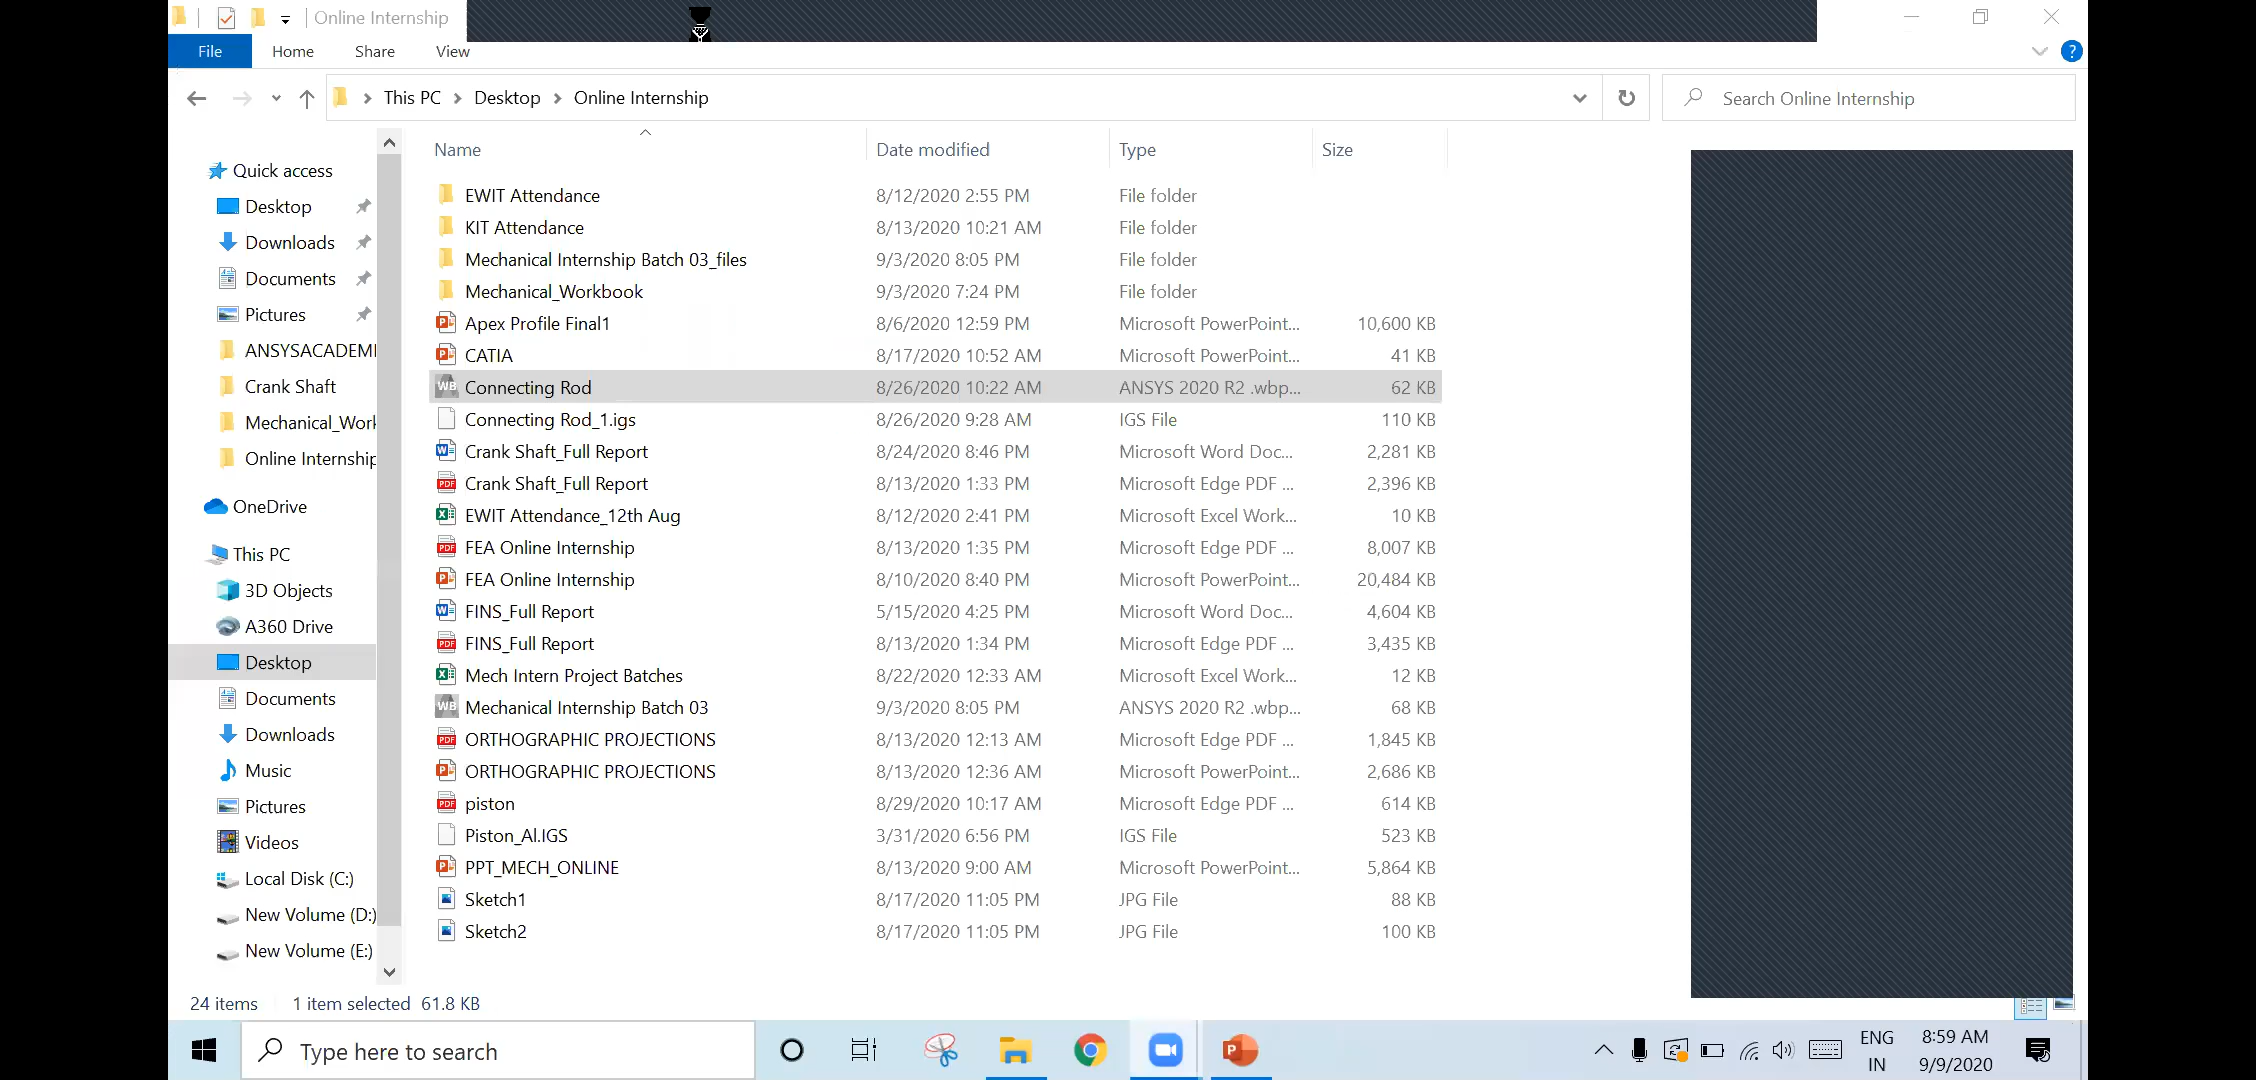 Online Internship
File Home Share View
This PC Desktop Online Internship
Search Online Internship
Name Date modified Type Size
Quick access
Desktop
Downloads
Documents
Pictures
ANSYSACADEMI
Crank Shaft
Mechanical_Work
Online Internship
OneDrive
This PC
3D Objects
A360 Drive
Desktop
Documents
Downloads
Music
Pictures
Videos
Local Disk (C:)
New Volume (D:)
New Volume (E:)
EWIT Attendance 8/12/2020 2:55 PM File folder
KIT Attendance 8/13/2020 10:21 AM File folder
Mechanical Internship Batch 03_files 9/3/2020 8:05 PM File folder
Mechanical_Workbook 9/3/2020 7:24 PM File folder
Apex Profile Final1 8/6/2020 12:59 PM Microsoft PowerPoint... 10,600 KB
CATIA 8/17/2020 10:52 AM Microsoft PowerPoint... 41 KB
WB Connecting Rod 8/26/2020 10:22 AM ANSYS 2020 R2 .wbp... 62 KB
Connecting Rod_1.igs 8/26/2020 9:28 AM IGS File 110 KB
Crank Shaft_Full Report 8/24/2020 8:46 PM Microsoft Word Doc... 2,281 KB
PDF Crank Shaft_Full Report 8/13/2020 1:33 PM Microsoft Edge PDF ... 2,396 KB
EWIT Attendance_12th Aug 8/12/2020 2:41 PM Microsoft Excel Work... 10 KB
PDF FEA Online Internship 8/13/2020 1:35 PM Microsoft Edge PDF ... 8,007 KB
FEA Online Internship 8/10/2020 8:40 PM Microsoft PowerPoint... 20,484 KB
FINS_Full Report 5/15/2020 4:25 PM Microsoft Word Doc... 4,604 KB
PDF FINS_Full Report 8/13/2020 1:34 PM Microsoft Edge PDF ... 3,435 KB
Mech Intern Project Batches 8/22/2020 12:33 AM Microsoft Excel Work... 12 KB
WB Mechanical Internship Batch 03 9/3/2020 8:05 PM ANSYS 2020 R2 .wbp... 68 KB
PDF ORTHOGRAPHIC PROJECTIONS 8/13/2020 12:13 AM Microsoft Edge PDF ... 1,845 KB
ORTHOGRAPHIC PROJECTIONS 8/13/2020 12:36 AM Microsoft PowerPoint... 2,686 KB
PDF piston 8/29/2020 10:17 AM Microsoft Edge PDF ... 614 KB
Piston_Al.IGS 3/31/2020 6:56 PM IGS File 523 KB
PPT_MECH_ONLINE 8/13/2020 9:00 AM Microsoft PowerPoint... 5,864 KB
Sketch1 8/17/2020 11:05 PM JPG File 88 KB
Sketch2 8/17/2020 11:05 PM JPG File 100 KB
24 items 1 item selected 61.8 KB
Type here to search
ENG
IN
8:59 AM
9/9/2020